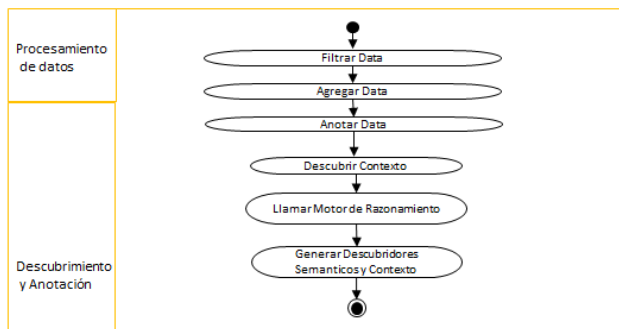 Procesamiento
de datos
Filtrar Data
Agregar Data
Anotar Data
Descubrir Contexto
Llamar Motor de Razonamiento
Generar Descubridores
Semanticos y Contexto
Descubrimiento
y Anotación